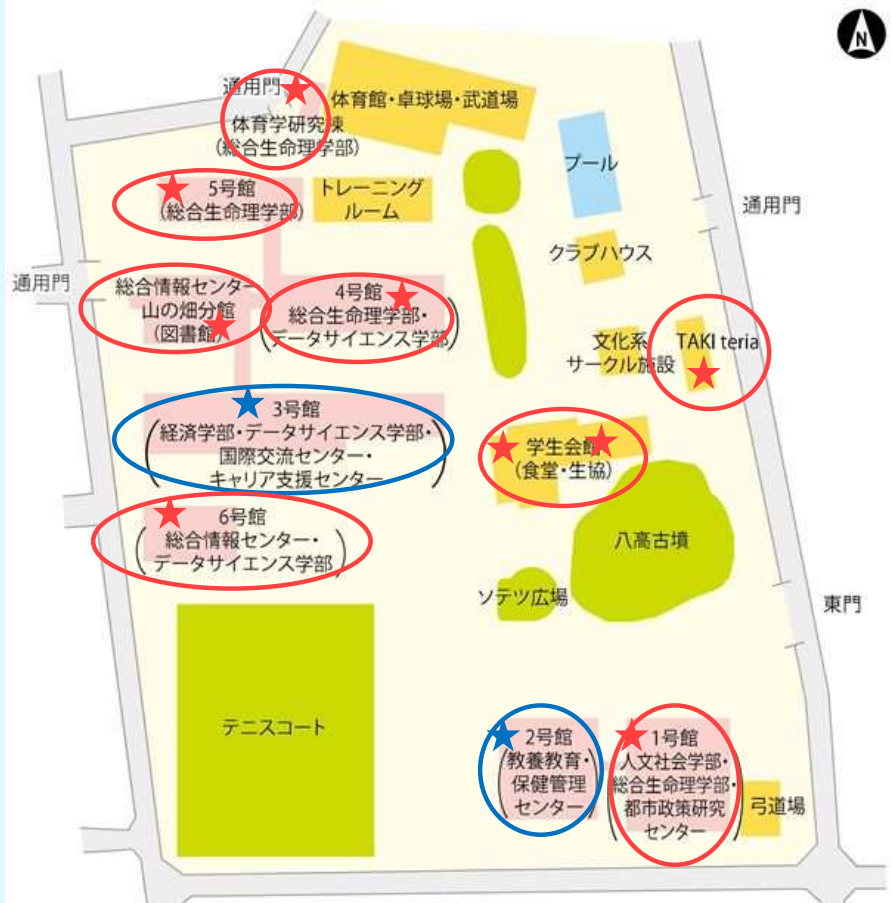 N
通用門
体育館・卓球場・武道場
体育学研究棟
(総合生命理学部)
プール
5号館
(総合生命理学部)
トレーニング
ルーム
通用門
クラブハウス
通用門
総合情報センター
山の畑分館
(図書館)
4号館
総合生命理学部・
データサイエンス学部
文化系
サークル施設
TAKI teria
3号館
経済学部・データサイエンス学部・
国際交流センター・
キャリア支援センター
学生会館
(食堂・生協)
6号館
総合情報センター・
データサイエンス学部
八高古墳
ソテツ広場
東門
テニスコート
2号館
教養教育・
保健管理
センター
1号館
人文社会学部・
総合生命理学部・
都市政策研究
センター
弓道場